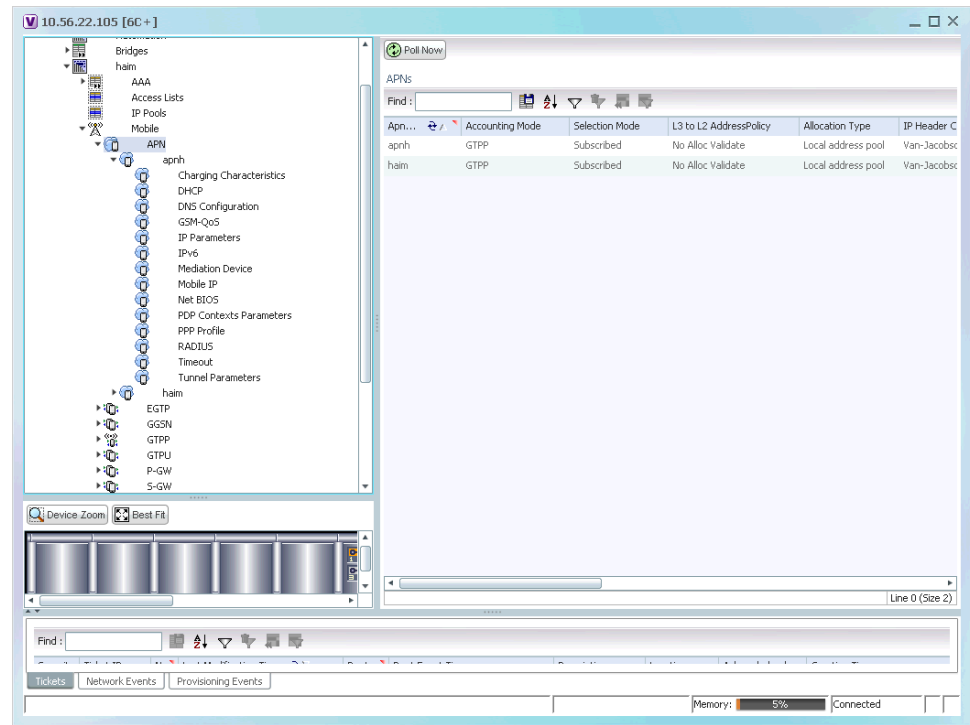 10.56.22.105 [6C+]
Bridges
haim
AAA
Access Lists
IP Pools
Mobile
APN
apnh
Charging Characteristics
DHCP
DNS Configuration
GSM-QoS
IP Parameters
IPv6
Mediation Device
Mobile IP
Net BIOS
PDP Contexts Parameters
PPP Profile
RADIUS
Timeout
Tunnel Parameters
haim
EGTP
GGSN
GTPP
GTPU
P-GW
S-GW
Device Zoom Best Fit
Poll Now
APNs
Find :
Apn... Accounting Mode Selection Mode L3 to L2 AddressPolicy Allocation Type IP Header C
apnh GTPP Subscribed No Alloc Validate Local address pool Van-Jacobsc
haim GTPP Subscribed No Alloc Validate Local address pool Van-Jacobsc
Line 0 (Size 2)
Find :
Tickets Network Events Provisioning Events
Memory: 5% Connected